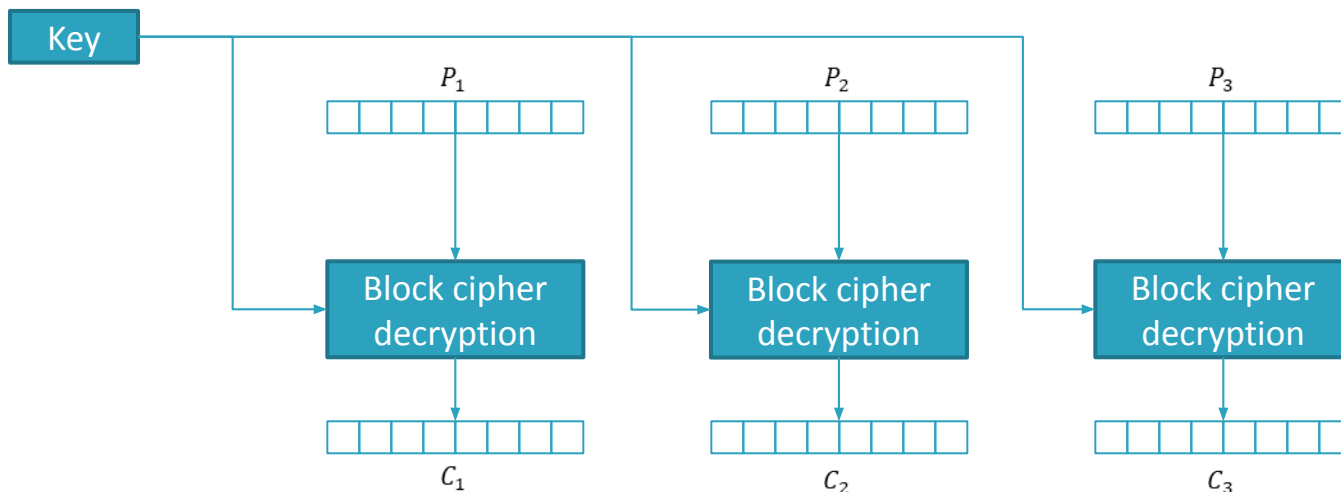 Key
P₁
P₂
P₃
Block cipher
decryption
Block cipher
decryption
Block cipher
decryption
C₁
C₂
C₃